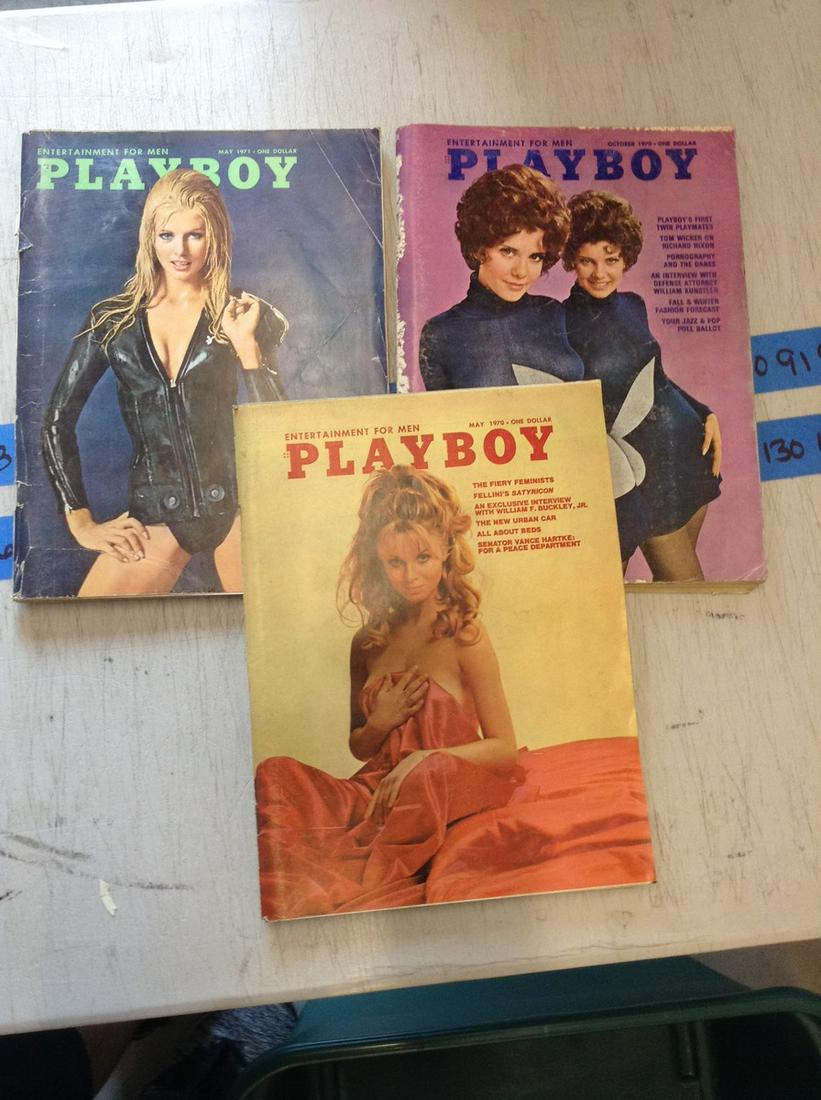 ENTERTAINMENT FOR MEN MAY 1971 • ONE DOLLAR
PLAYBOY
ENTERTAINMENT FOR MEN OCTOBER 1970 • ONE DOLLAR
PLAYBOY
PLAYBOY'S FIRST
TWIN PLAYMATES
TOM WICKER ON
RICHARD NIXON
PORNOGRAPHY
AND THE DANES
AN INTERVIEW WITH
DEFENSE ATTORNEY
WILLIAM KUNSTLER
FALL & WINTER
FASHION FORECAST
YOUR JAZZ & POP
POLL BALLOT
ENTERTAINMENT FOR MEN MAY 1970 • ONE DOLLAR
PLAYBOY
THE FIERY FEMINISTS
FELLINI'S SATYRICON
AN EXCLUSIVE INTERVIEW
WITH WILLIAM F. BUCKLEY, JR.
THE NEW URBAN CAR
ALL ABOUT BEDS
SENATOR VANCE HARTKE:
FOR A PEACE DEPARTMENT
130